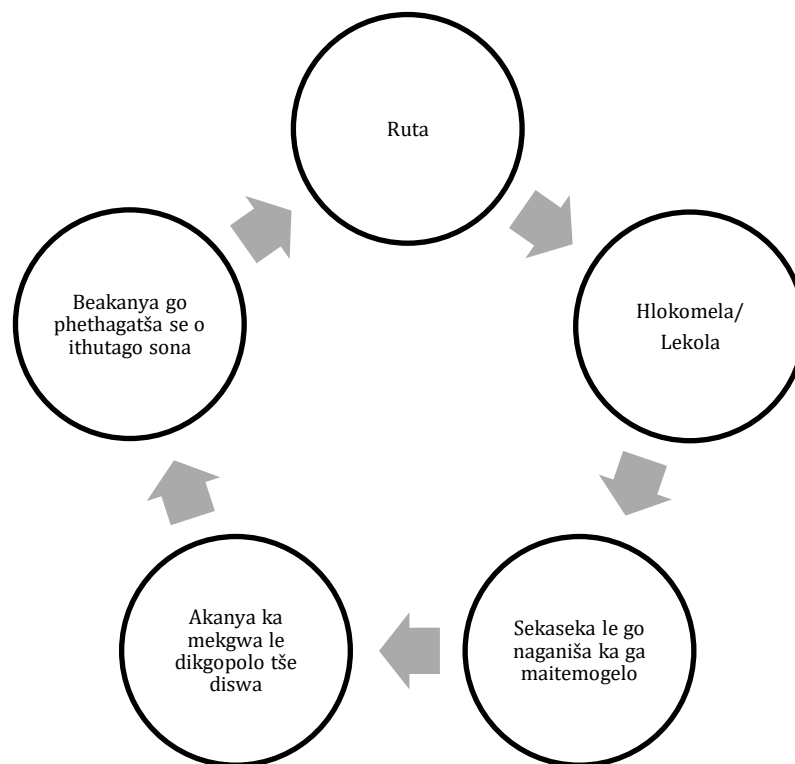 Ruta
Hlokomela/
Lekola
Sekaseka le go
naganiša ka ga
maitemogelo
Akanya ka
mekgwa le
dikgopolo tše
diswa
Beakanya go
phethagatša se o
ithutago sona